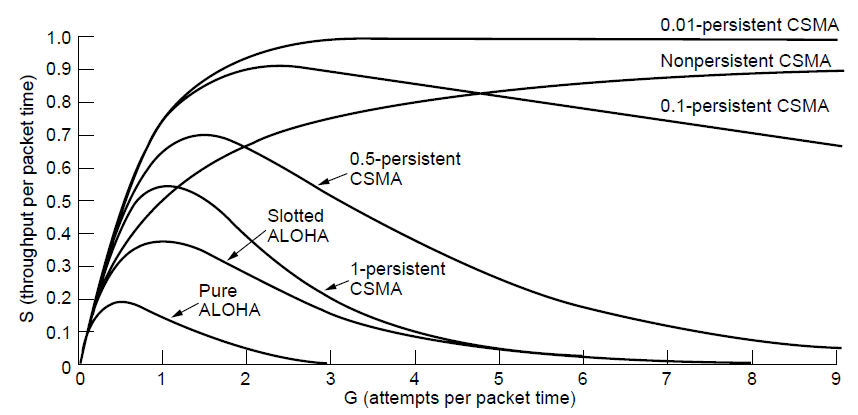 0.01-persistent CSMA
Nonpersistent CSMA
0.1-persistent CSMA
0.5-persistent
CSMA
Slotted
ALOHA
1-persistent
CSMA
Pure
ALOHA
S (throughput per packet time)
1.0
0.9
0.8
0.7
0.6
0.5
0.4
0.3
0.2
0.1
0
0 1 2 3 4 5 6 7 8 9
G (attempts per packet time)